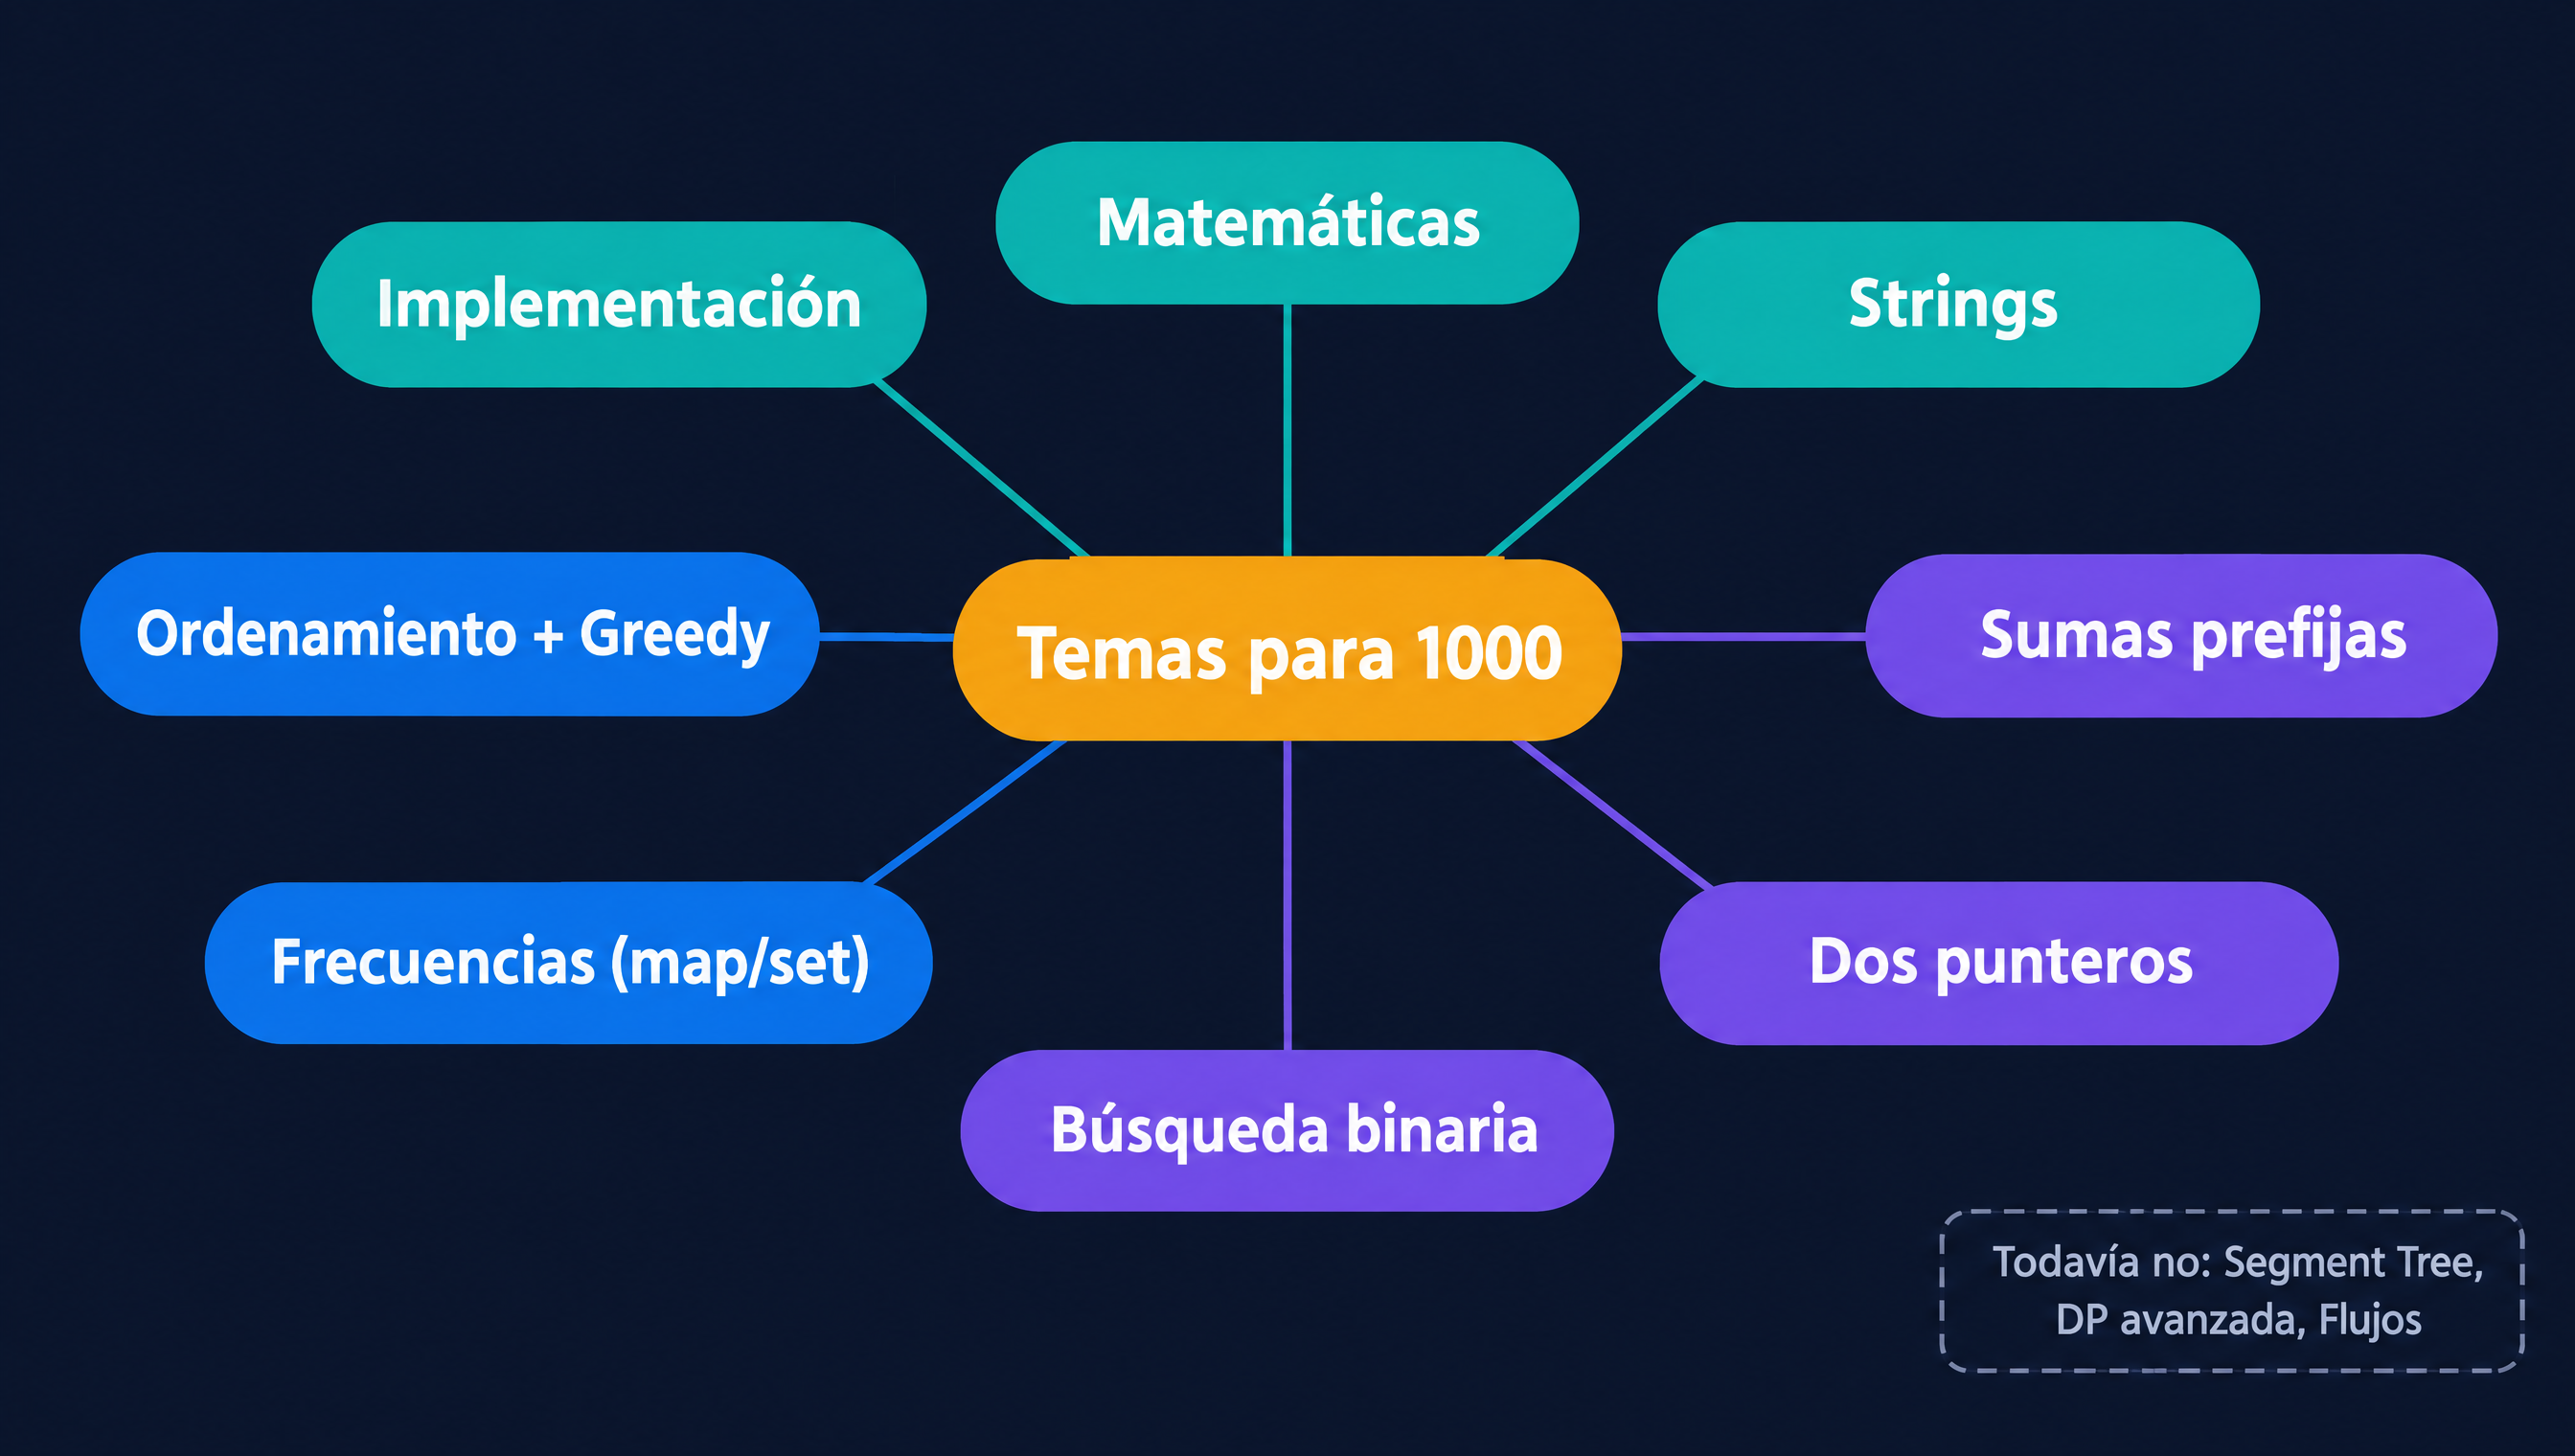 Matemáticas
Implementación
Strings
Ordenamiento + Greedy
Temas para 1000
Sumas prefijas
Frecuencias (map/set)
Dos punteros
Búsqueda binaria
Todavía no: Segment Tree,
DP avanzada, Flujos